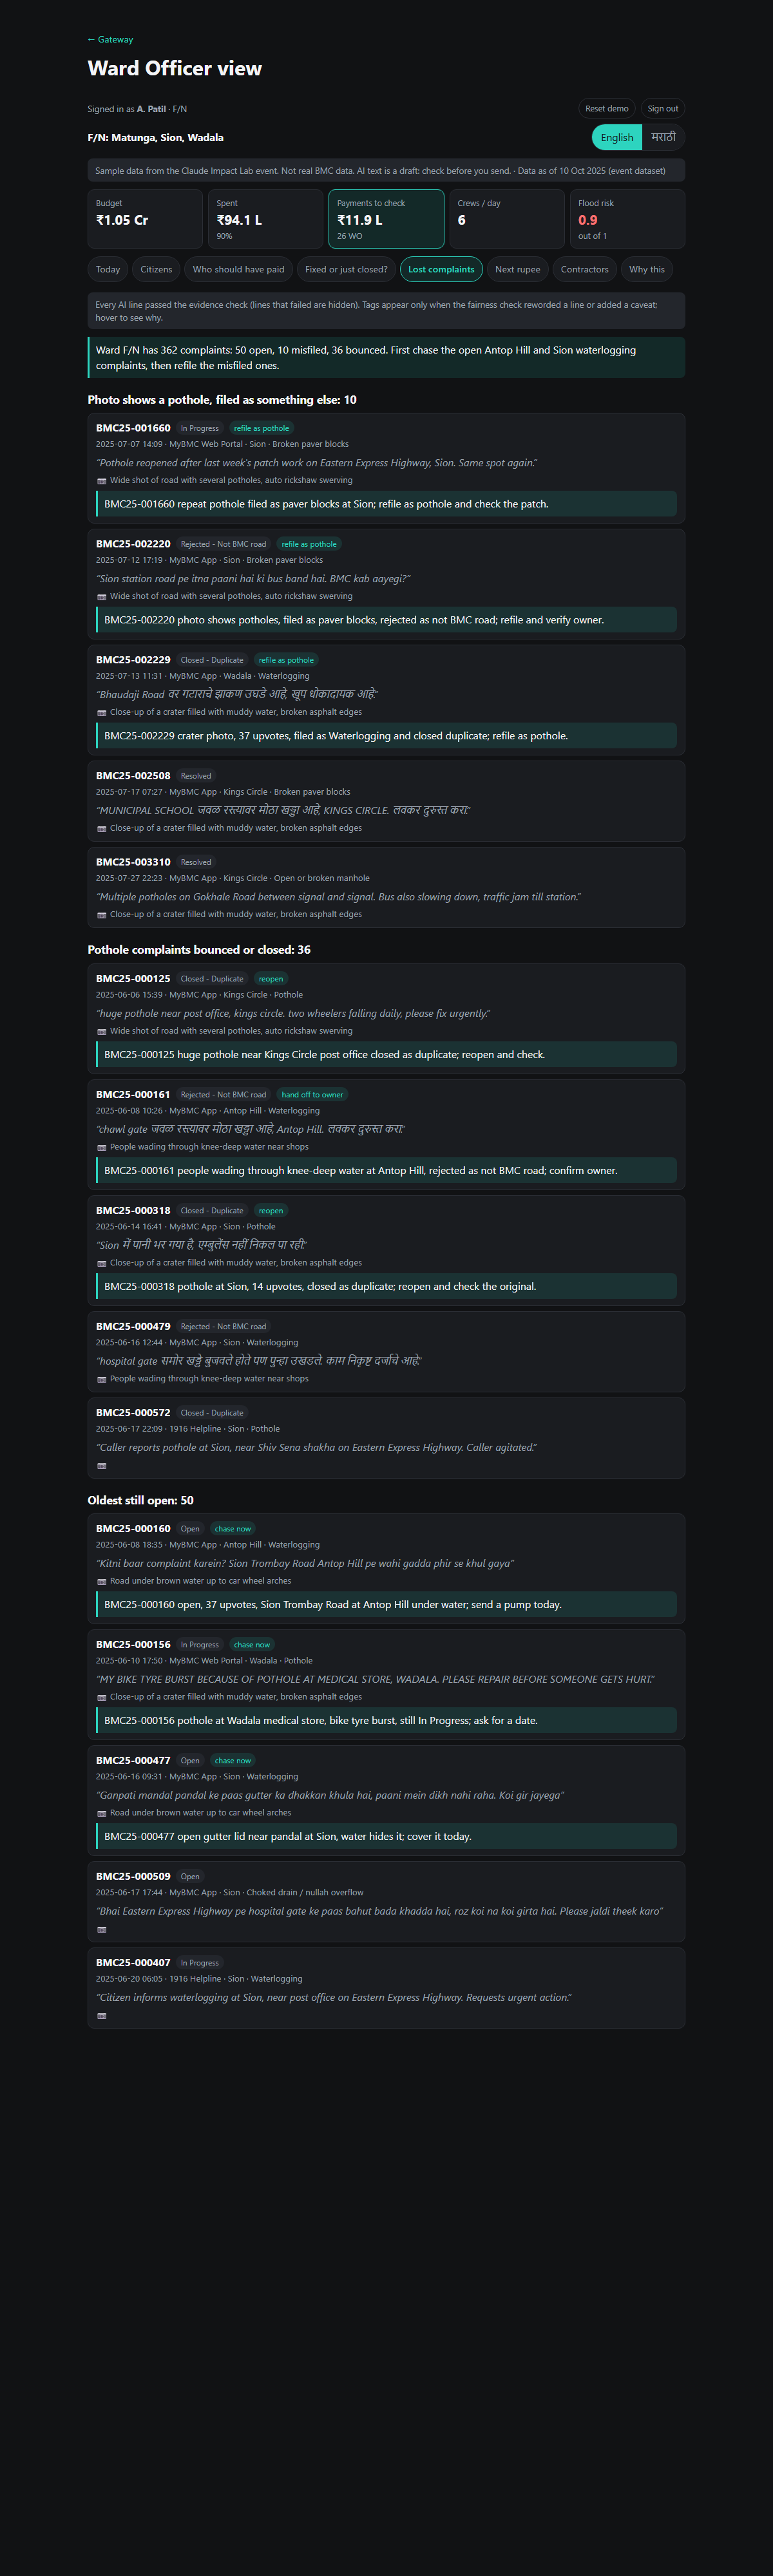 ← Gateway
Ward Officer view
Signed in as A. Patil · F/N
Reset demo
Sign out
F/N: Matunga, Sion, Wadala
English
मराठी
Sample data from the Claude Impact Lab event. Not real BMC data. AI text is a draft: check before you send. · Data as of 10 Oct 2025 (event dataset)
Budget
₹1.05 Cr
Spent
₹94.1 L
90%
Payments to check
₹11.9 L
26 WO
Crews / day
6
Flood risk
0.9
out of 1
Today
Citizens
Who should have paid
Fixed or just closed?
Lost complaints
Next rupee
Contractors
Why this
Every AI line passed the evidence check (lines that failed are hidden). Tags appear only when the fairness check reworded a line or added a caveat;
hover to see why.
Ward F/N has 362 complaints: 50 open, 10 misfiled, 36 bounced. First chase the open Antop Hill and Sion waterlogging
complaints, then refile the misfiled ones.
Photo shows a pothole, filed as something else: 10
BMC25-001660 In Progress refile as pothole
2025-07-07 14:09 · MyBMC Web Portal · Sion · Broken paver blocks
"Pothole reopened after last week's patch work on Eastern Express Highway, Sion. Same spot again."
Wide shot of road with several potholes, auto rickshaw swerving
BMC25-001660 repeat pothole filed as paver blocks at Sion; refile as pothole and check the patch.
BMC25-002220 Rejected - Not BMC road refile as pothole
2025-07-12 17:19 · MyBMC App · Sion · Broken paver blocks
"Sion station road pe itna paani hai ki bus band hai. BMC kab aayegi?"
Wide shot of road with several potholes, auto rickshaw swerving
BMC25-002220 photo shows potholes, filed as paver blocks, rejected as not BMC road; refile and verify owner.
BMC25-002229 Closed - Duplicate refile as pothole
2025-07-13 11:31 · MyBMC App · Wadala · Waterlogging
"Bhaudaji Road वर गटाराचे झाकण उघडे आहे, खूप धोकादायक आहे."
Close-up of a crater filled with muddy water, broken asphalt edges
BMC25-002229 crater photo, 37 upvotes, filed as Waterlogging and closed duplicate; refile as pothole.
BMC25-002508 Resolved
2025-07-17 07:27 · MyBMC App · Kings Circle · Broken paver blocks
"MUNICIPAL SCHOOL जवळ रस्त्यावर मोठा खड्डा आहे, KINGS CIRCLE. लवकर दुरुस्त करा."
Close-up of a crater filled with muddy water, broken asphalt edges
BMC25-003310 Resolved
2025-07-27 22:23 · MyBMC App · Kings Circle · Open or broken manhole
"Multiple potholes on Gokhale Road between signal and signal. Bus also slowing down, traffic jam till station."
Close-up of a crater filled with muddy water, broken asphalt edges
Pothole complaints bounced or closed: 36
BMC25-000125 Closed - Duplicate reopen
2025-06-06 15:39 · MyBMC App · Kings Circle · Pothole
"huge pothole near post office, kings circle. two wheelers falling daily, please fix urgently."
Wide shot of road with several potholes, auto rickshaw swerving
BMC25-000125 huge pothole near Kings Circle post office closed as duplicate; reopen and check.
BMC25-000161 Rejected - Not BMC road hand off to owner
2025-06-08 10:26 · MyBMC App · Antop Hill · Waterlogging
"chawl gate जवळ रस्त्यावर मोठा खड्डा आहे, Antop Hill. लवकर दुरुस्त करा."
People wading through knee-deep water near shops
BMC25-000161 people wading through knee-deep water at Antop Hill, rejected as not BMC road; confirm owner.
BMC25-000318 Closed - Duplicate reopen
2025-06-14 16:41 · MyBMC App · Sion · Pothole
"Sion में पानी भर गया है, एम्बुलेंस नहीं निकल पा रही."
Close-up of a crater filled with muddy water, broken asphalt edges
BMC25-000318 pothole at Sion, 14 upvotes, closed as duplicate; reopen and check the original.
BMC25-000479 Rejected - Not BMC road
2025-06-16 12:44 · MyBMC App · Sion · Waterlogging
"hospital gate समोर खड्डे बुजवले होते पण पुन्हा उखडले. काम निकृष्ट दर्जाचे आहे."
People wading through knee-deep water near shops
BMC25-000572 Closed - Duplicate
2025-06-17 22:09 · 1916 Helpline · Sion · Pothole
"Caller reports pothole at Sion, near Shiv Sena shakha on Eastern Express Highway. Caller agitated."
Oldest still open: 50
BMC25-000160 Open chase now
2025-06-08 18:35 · MyBMC App · Antop Hill · Waterlogging
"Kitni baar complaint karein? Sion Trombay Road Antop Hill pe wahi gadda phir se khul gaya"
Road under brown water up to car wheel arches
BMC25-000160 open, 37 upvotes, Sion Trombay Road at Antop Hill under water; send a pump today.
BMC25-000156 In Progress chase now
2025-06-10 17:50 · MyBMC Web Portal · Wadala · Pothole
"MY BIKE TYRE BURST BECAUSE OF POTHOLE AT MEDICAL STORE, WADALA. PLEASE REPAIR BEFORE SOMEONE GETS HURT."
Close-up of a crater filled with muddy water, broken asphalt edges
BMC25-000156 pothole at Wadala medical store, bike tyre burst, still In Progress; ask for a date.
BMC25-000477 Open chase now
2025-06-16 09:31 · MyBMC App · Sion · Waterlogging
"Ganpati mandal pandal ke paas gutter ka dhakkan khula hai, paani mein dikh nahi raha. Koi gir jayega"
Road under brown water up to car wheel arches
BMC25-000477 open gutter lid near pandal at Sion, water hides it; cover it today.
BMC25-000509 Open
2025-06-17 17:44 · MyBMC App · Sion · Choked drain / nullah overflow
"Bhai Eastern Express Highway pe hospital gate ke paas bahut bada khadda hai, roz koi na koi girta hai. Please jaldi theek karo"
BMC25-000407 In Progress
2025-06-20 06:05 · 1916 Helpline · Sion · Waterlogging
"Citizen informs waterlogging at Sion, near post office on Eastern Express Highway. Requests urgent action."